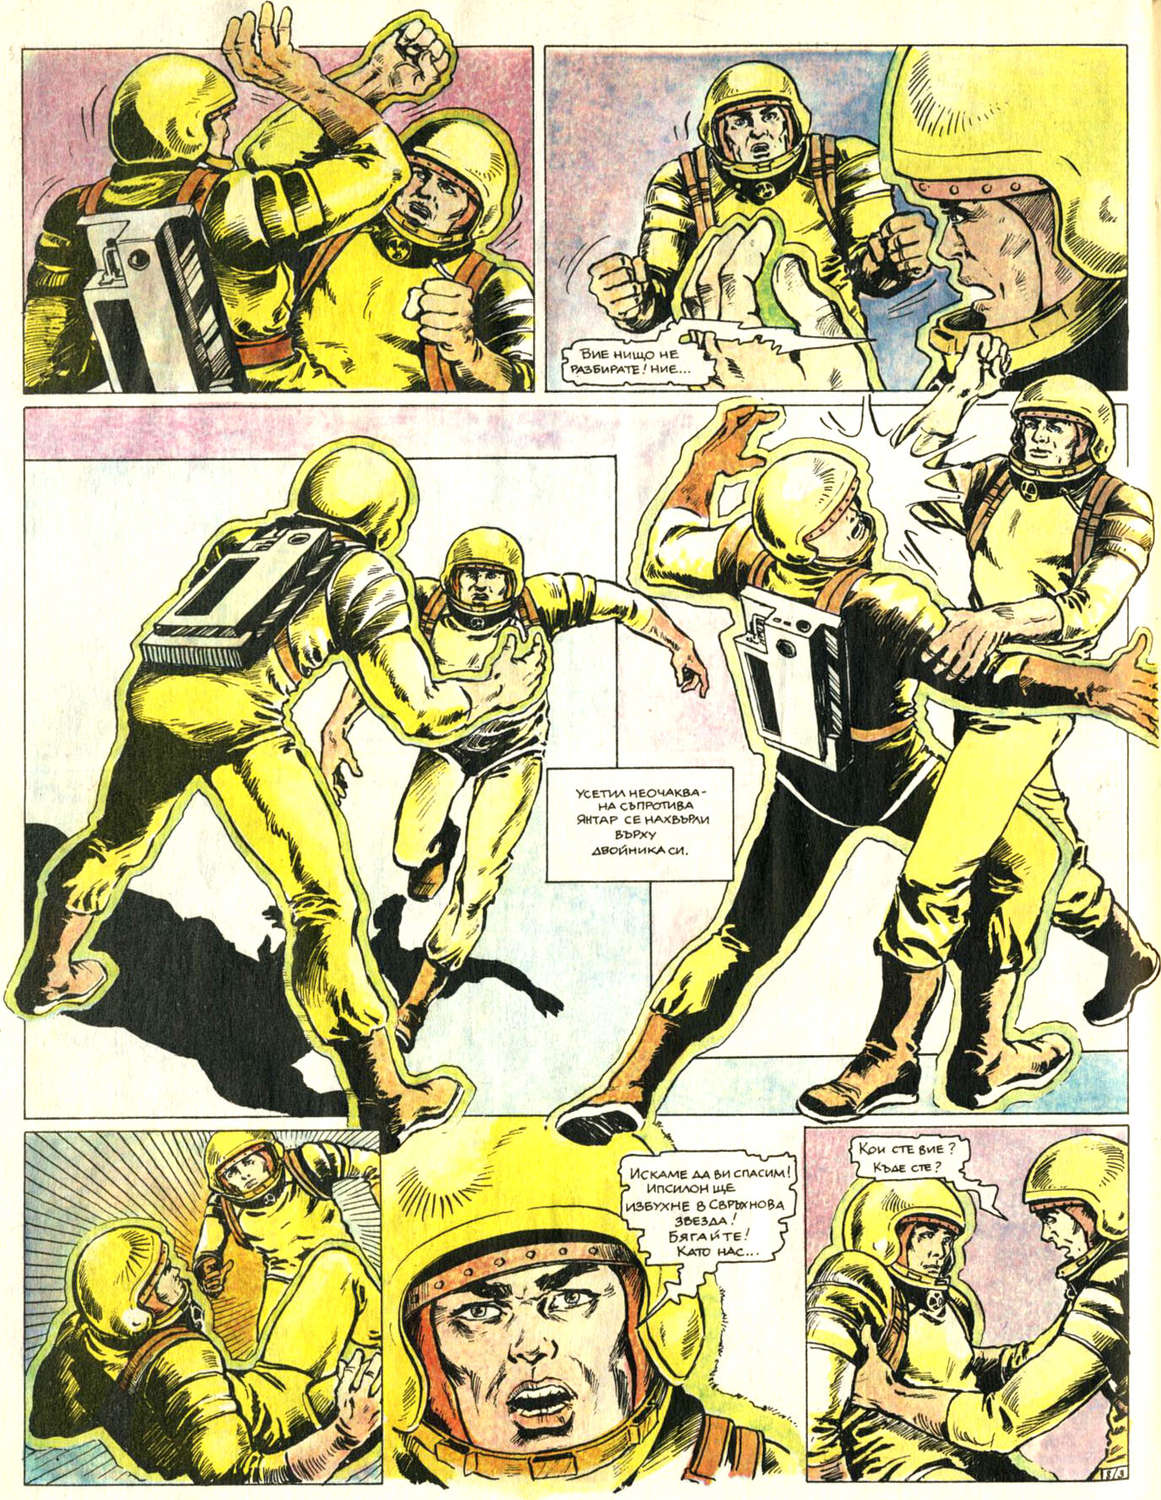 ВИЕ НИЩО НЕ
РАЗБИРАТЕ! НИЕ...
УСЕТИЛ НЕОЧАКВА-
НА СЪПРОТИВА
ЯНТАР СЕ НАХВЪРЛИ
ВЪРХУ
ДВОЙНИКА СИ.
ИСКАМЕ ДА ВИ СПАСИМ!
ИПСИЛОН ЩЕ
ИЗБУХНЕ В СВРЪХНОВА
ЗВЕЗДА!
БЯГАЙТЕ!
КАТО НАС...
КОИ СТЕ ВИЕ?
КЪДЕ СТЕ?